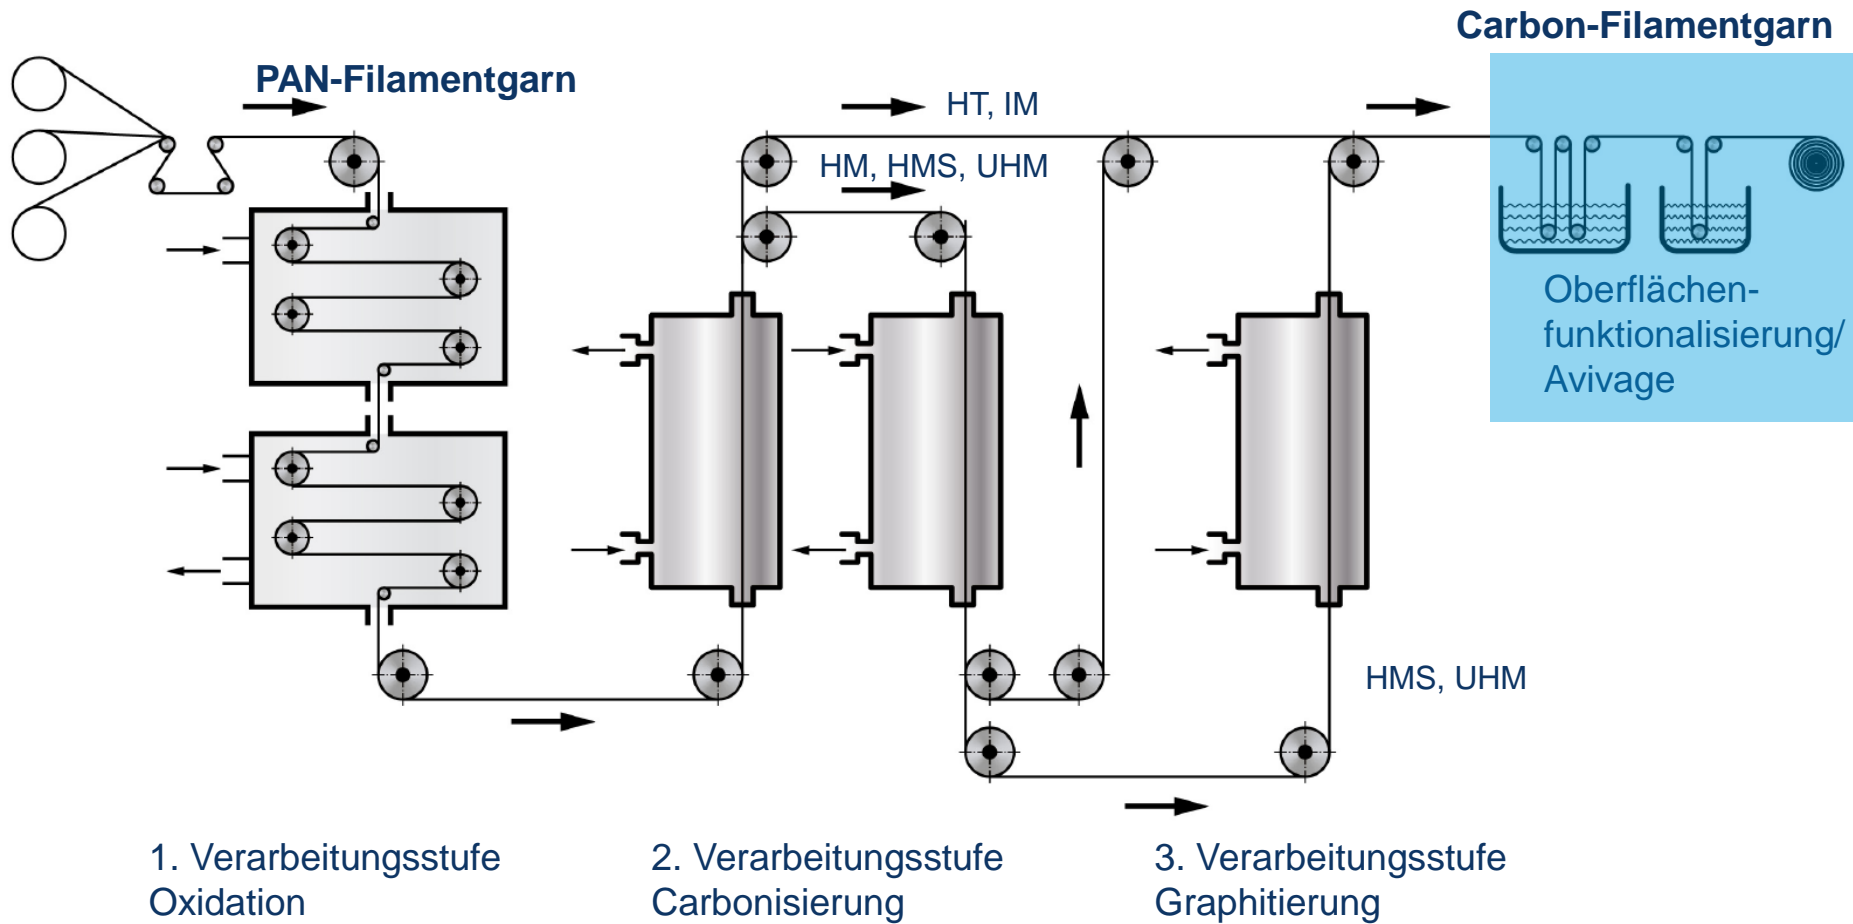 Carbon-Filamentgarn
PAN-Filamentgarn
HT, IM
HM, HMS, UHM
Oberflächen-
funktionalisierung/
Avivage
HMS, UHM
1. Verarbeitungsstufe
Oxidation
2. Verarbeitungsstufe
Carbonisierung
3. Verarbeitungsstufe
Graphitierung